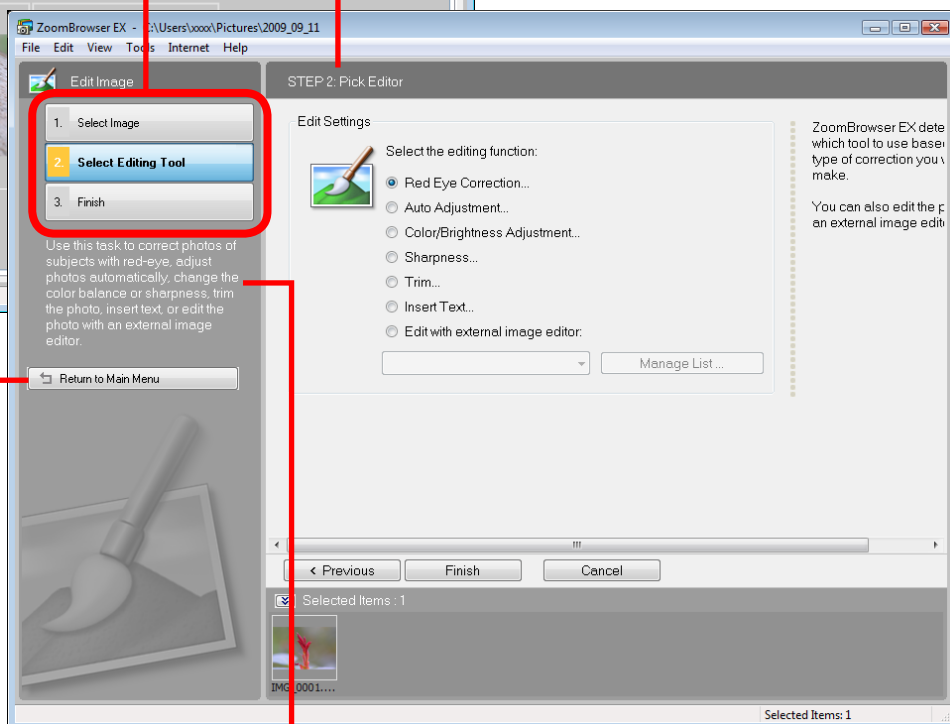 ZoomBrowser EX - C:\Users\xxxx\Pictures\2009_09_11
File Edit View Tools Internet Help
Edit Image
1. Select Image
2. Select Editing Tool
3. Finish
Use this task to correct photos of
subjects with red-eye, adjust
photos automatically, change the
color balance or sharpness, trim
the photo, insert text, or edit the
photo with an external image
editor.
Return to Main Menu
STEP 2: Pick Editor
Edit Settings
Select the editing function:
Red Eye Correction...
Auto Adjustment...
Color/Brightness Adjustment...
Sharpness...
Trim...
Insert Text...
Edit with external image editor:
Manage List ...
ZoomBrowser EX dete
which tool to use base
type of correction you
make.
You can also edit the
an external image edit
< Previous Finish Cancel
Selected Items : 1
IMG_0001....
Selected Items: 1